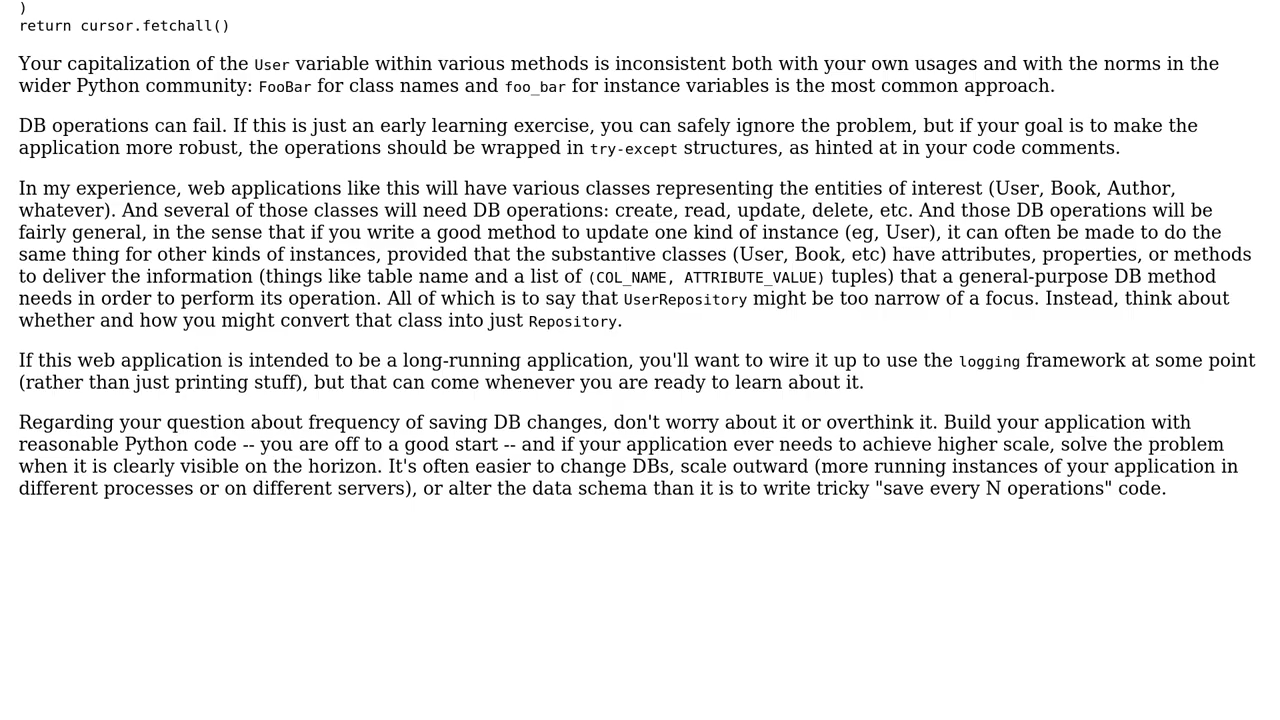 )
return cursor.fetchall()
Your capitalization of the User variable within various methods is inconsistent both with your own usages and with the norms in the
wider Python community: FooBar for class names and foo_bar for instance variables is the most common approach.
DB operations can fail. If this is just an early learning exercise, you can safely ignore the problem, but if your goal is to make the
application more robust, the operations should be wrapped in try-except structures, as hinted at in your code comments.
In my experience, web applications like this will have various classes representing the entities of interest (User, Book, Author,
whatever). And several of those classes will need DB operations: create, read, update, delete, etc. And those DB operations will be
fairly general, in the sense that if you write a good method to update one kind of instance (eg, User), it can often be made to do the
same thing for other kinds of instances, provided that the substantive classes (User, Book, etc) have attributes, properties, or methods
to deliver the information (things like table name and a list of (COL_NAME, ATTRIBUTE_VALUE) tuples) that a general-purpose DB method
needs in order to perform its operation. All of which is to say that UserRepository might be too narrow of a focus. Instead, think about
whether and how you might convert that class into just Repository.
If this web application is intended to be a long-running application, you'll want to wire it up to use the logging framework at some point
(rather than just printing stuff), but that can come whenever you are ready to learn about it.
Regarding your question about frequency of saving DB changes, don't worry about it or overthink it. Build your application with
reasonable Python code -- you are off to a good start -- and if your application ever needs to achieve higher scale, solve the problem
when it is clearly visible on the horizon. It's often easier to change DBs, scale outward (more running instances of your application in
different processes or on different servers), or alter the data schema than it is to write tricky "save every N operations" code.